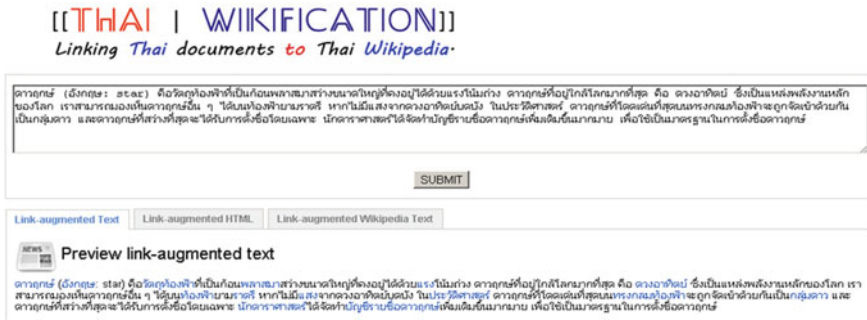 [[THAI | WIKIFICATION]]
Linking Thai documents to Thai Wikipedia.
ดาวฤกษ์ (อังกฤษ: star) คือวัตถุท้องฟ้าที่เป็นก้อนพลาสมาสว่างขนาดใหญ่ที่คงอยู่ได้ด้วยแรงโน้มถ่วง ดาวฤกษ์ที่อยู่ใกล้โลกมากที่สุด คือ ดวงอาทิตย์ ซึ่งเป็นแหล่งพลังงานหลัก
ของโลก เราสามารถมองเห็นดาวฤกษ์อื่น ๆ ได้บนท้องฟ้ายามราตรี หากไม่มีแสงจากดวงอาทิตย์บดบัง ในประวัติศาสตร์ ดาวฤกษ์ที่โดดเด่นที่สุดบนทรงกลมท้องฟ้าจะถูกจัดเข้าด้วยกัน
เป็นกลุ่มดาว และดาวฤกษ์ที่สว่างที่สุดจะได้รับการตั้งชื่อโดยเฉพาะ นักดาราศาสตร์ได้จัดทำบัญชีรายชื่อดาวฤกษ์เพิ่มเติมขึ้นมากมาย เพื่อใช้เป็นมาตรฐานในการตั้งชื่อดาวฤกษ์
SUBMIT
Link-augmented Text Link-augmented HTML Link-augmented Wikipedia Text
NEWS Preview link-augmented text
ดาวฤกษ์ (อังกฤษ: star) คือวัตถุท้องฟ้าที่เป็นก้อนพลาสมาสว่างขนาดใหญ่ที่คงอยู่ได้ด้วยแรงโน้มถ่วง ดาวฤกษ์ที่อยู่ใกล้โลกมากที่สุด คือ ดวงอาทิตย์ ซึ่งเป็นแหล่งพลังงานหลักของโลก เรา
สามารถมองเห็นดาวฤกษ์อื่น ๆ ได้บนท้องฟ้ายามราตรี หากไม่มีแสงจากดวงอาทิตย์บดบัง ในประวัติศาสตร์ ดาวฤกษ์ที่โดดเด่นที่สุดบนทรงกลมท้องฟ้าจะถูกจัดเข้าด้วยกันเป็นกลุ่มดาว และ
ดาวฤกษ์ที่สว่างที่สุดจะได้รับการตั้งชื่อโดยเฉพาะ นักดาราศาสตร์ได้จัดทำบัญชีรายชื่อดาวฤกษ์เพิ่มเติมขึ้นมากมาย เพื่อใช้เป็นมาตรฐานในการตั้งชื่อดาวฤกษ์